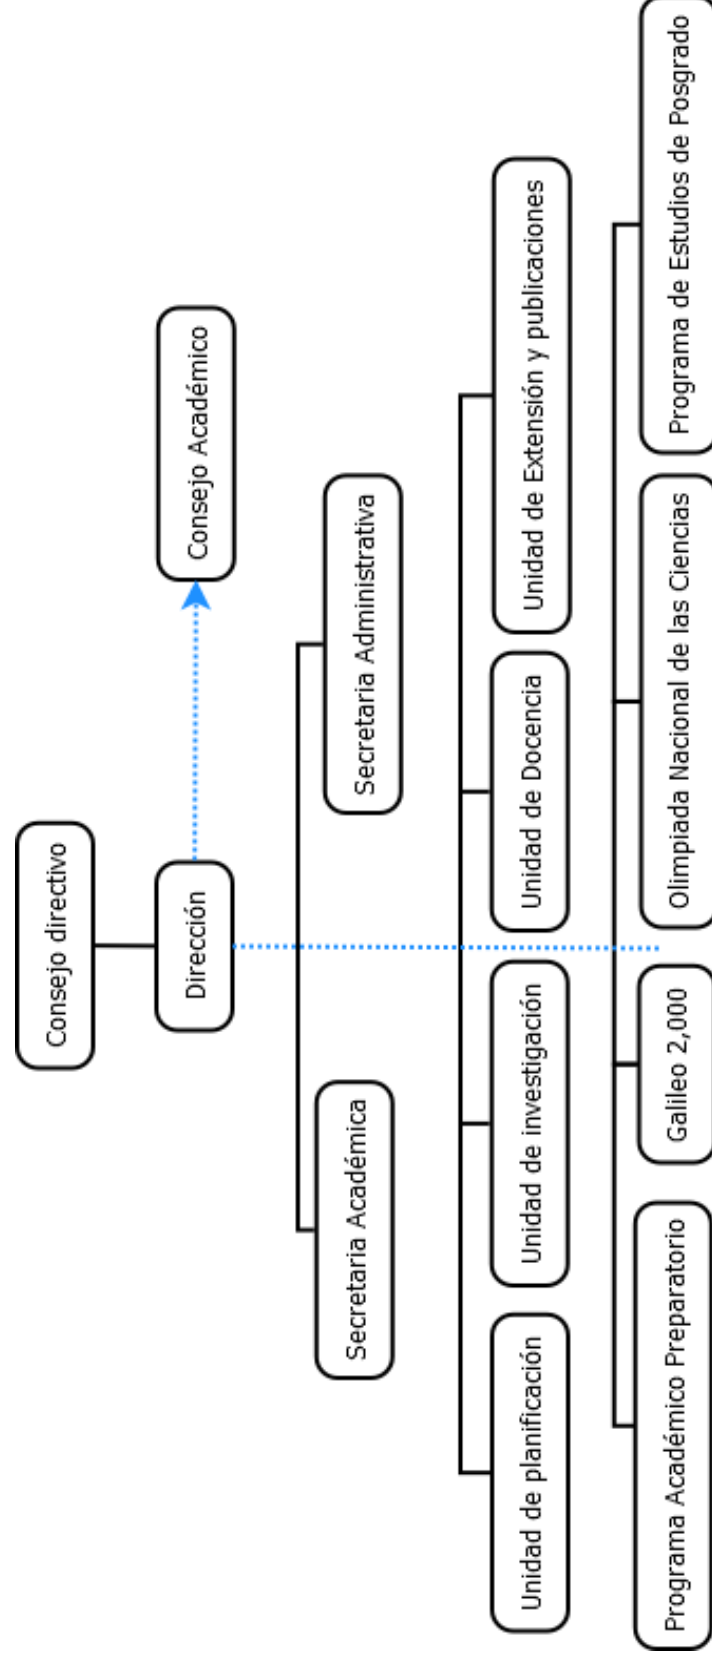 Consejo directivo
Dirección
Consejo Académico
Secretaria Académica
Secretaria Administrativa
Unidad de planificación
Unidad de investigación
Unidad de Docencia
Unidad de Extensión y publicaciones
Programa Académico Preparatorio
Galileo 2,000
Olimpiada Nacional de las Ciencias
Programa de Estudios de Posgrado